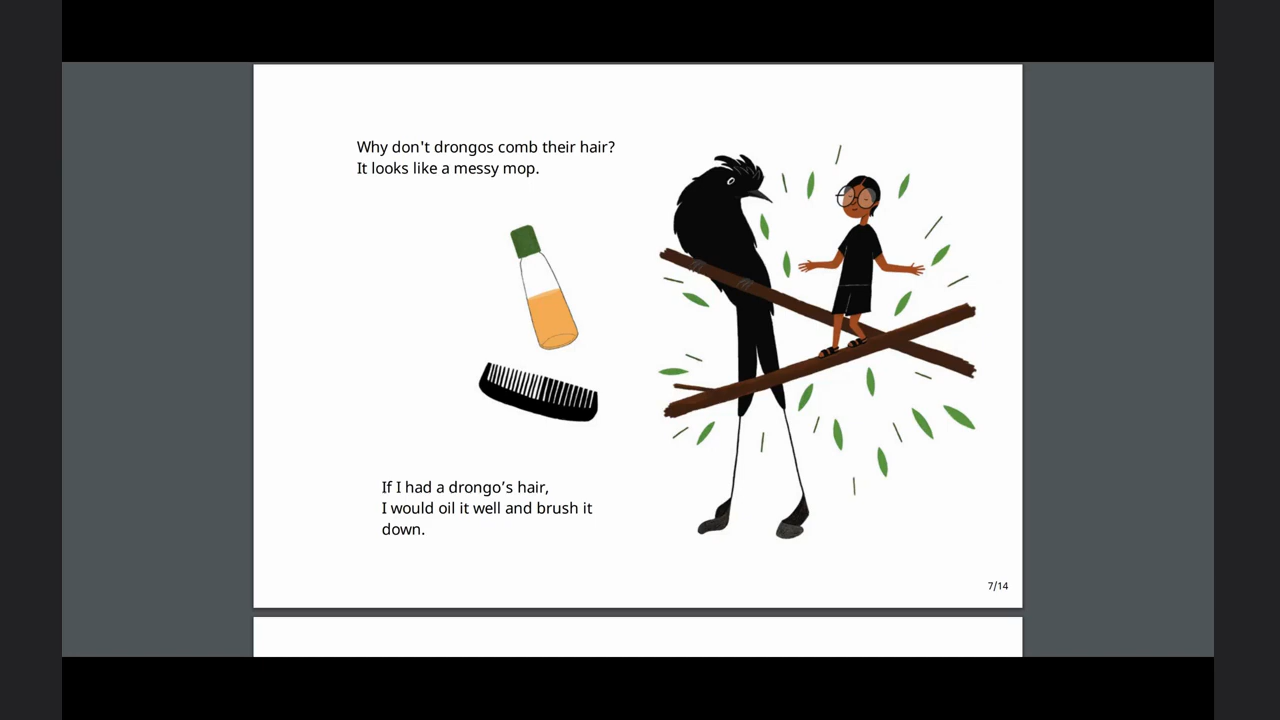 Why don't drongos comb their hair?
It looks like a messy mop.
If I had a drongo’s hair,
I would oil it well and brush it
down.
7/14